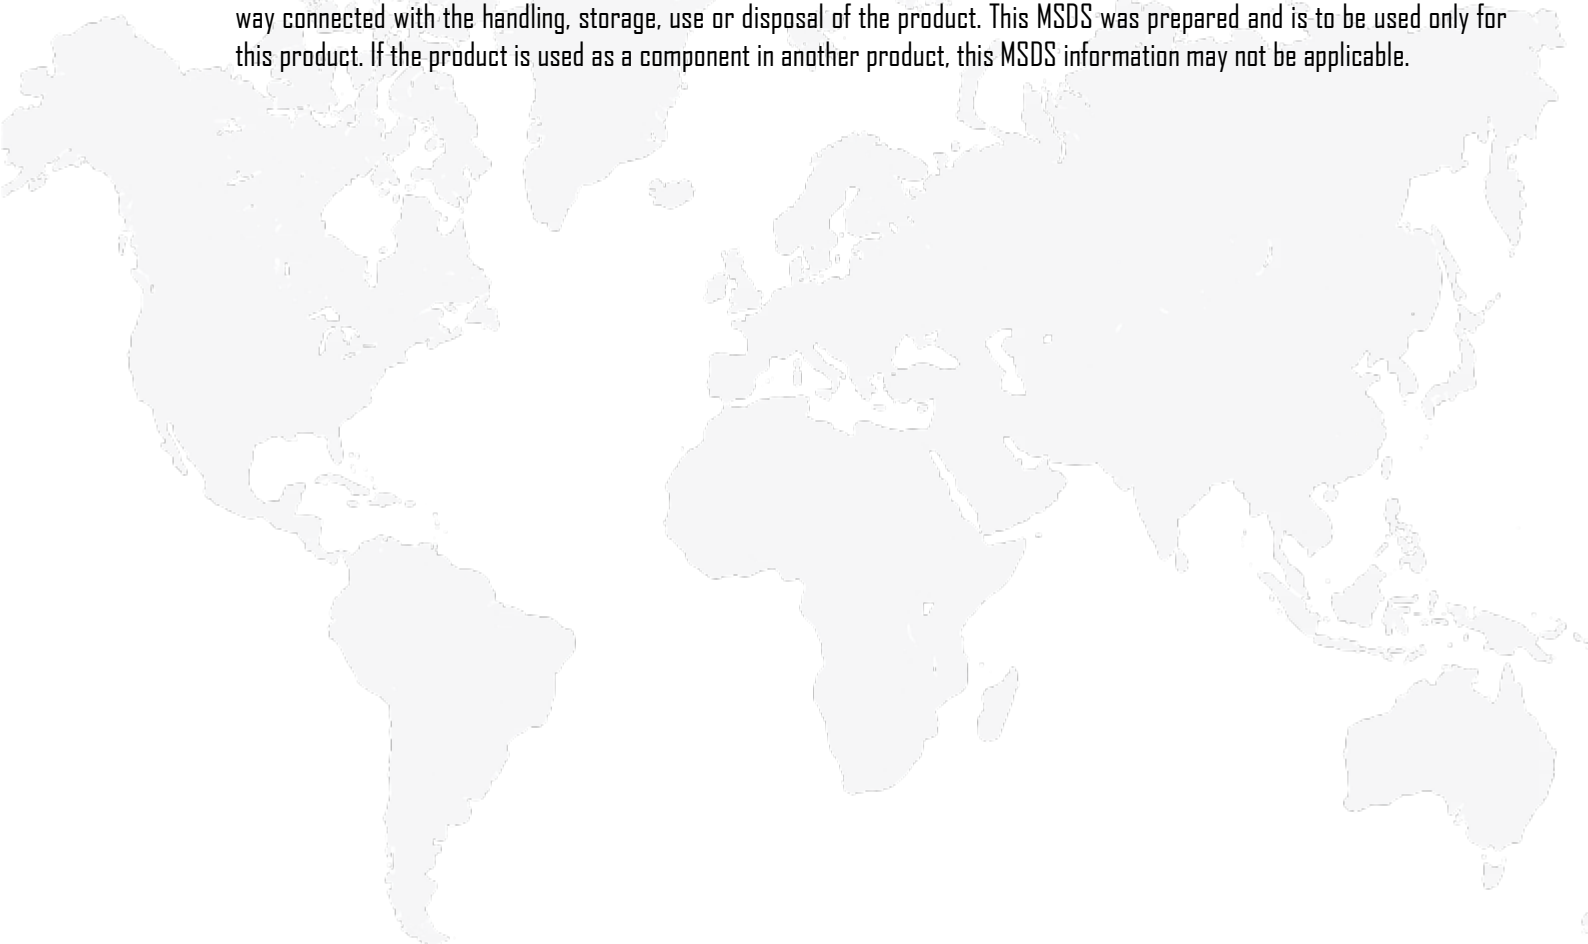 way connected with the handling, storage, use or disposal of the product. This MSDS was prepared and is to be used only for
this product. If the product is used as a component in another product, this MSDS information may not be applicable.